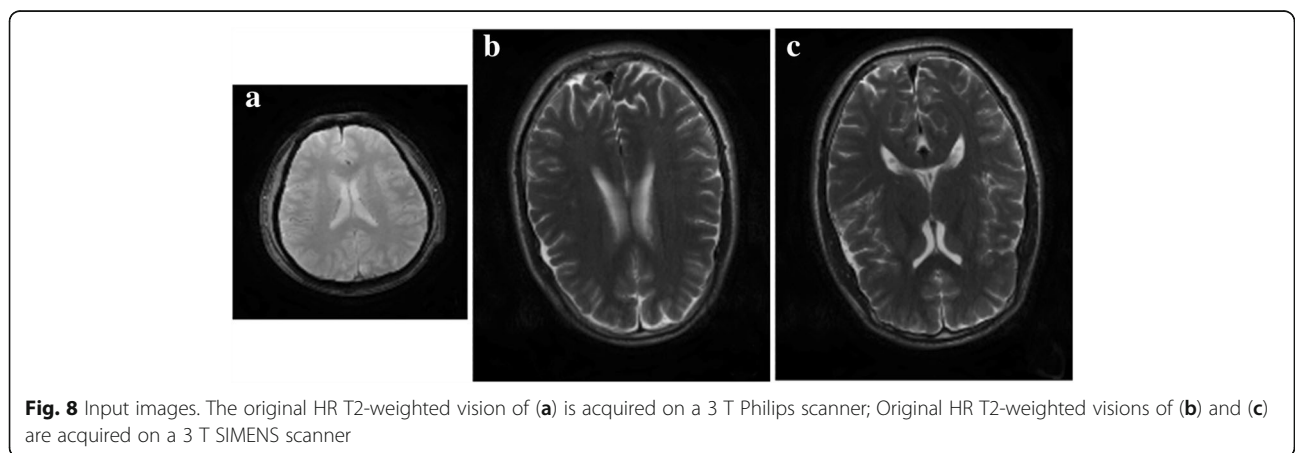 a
b
c
Fig. 8 Input images. The original HR T2-weighted vision of (a) is acquired on a 3 T Philips scanner; Original HR T2-weighted visions of (b) and (c)
are acquired on a 3 T SIMENS scanner